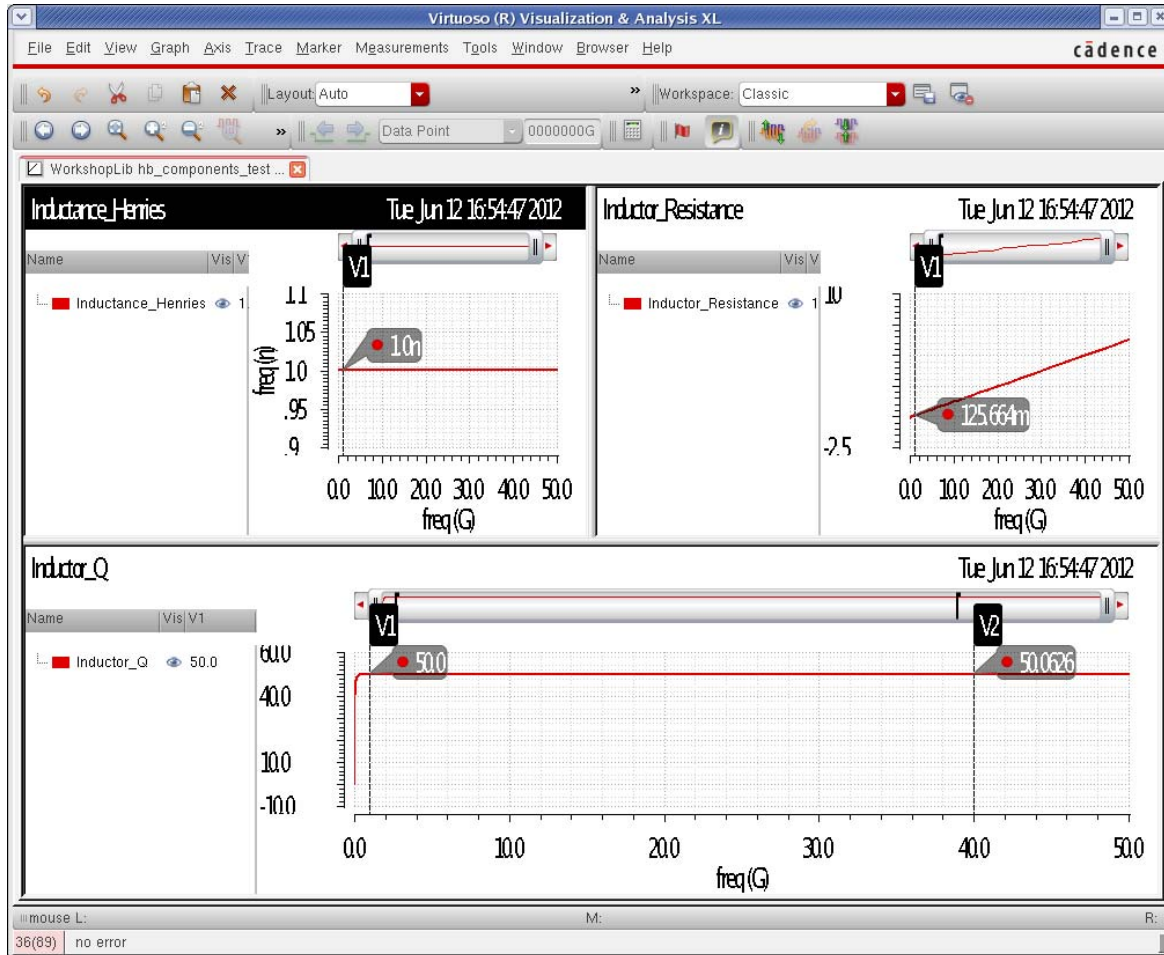 Virtuoso (R) Visualization & Analysis XL
File Edit View Graph Axis Trace Marker Measurements Tools Window Browser Help
cādence
Layout: Auto » Workspace: Classic
» Data Point 0000000G
WorkshopLib hb_components_test ...
Inductance_Henries Tue Jun 12 16:54:47 2012
Name Vis V1
Inductance_Henries 1.
V1
1.0n
1.1
1.05
1.0
.95
.9
freq (n)
0.0 10.0 20.0 30.0 40.0 50.0
freq (G)
Inductor_Resistance Tue Jun 12 16:54:47 2012
Name Vis V
Inductor_Resistance 1
V1
125.664m
10
-2.5
0.0 10.0 20.0 30.0 40.0 50.0
freq (G)
Inductor_Q Tue Jun 12 16:54:47 2012
Name Vis V1
Inductor_Q 50.0
V1 V2
50.0 50.0626
60.0
40.0
10.0
-10.0
0.0 10.0 20.0 30.0 40.0 50.0
freq (G)
mouse L: M: R:
36(89) no error